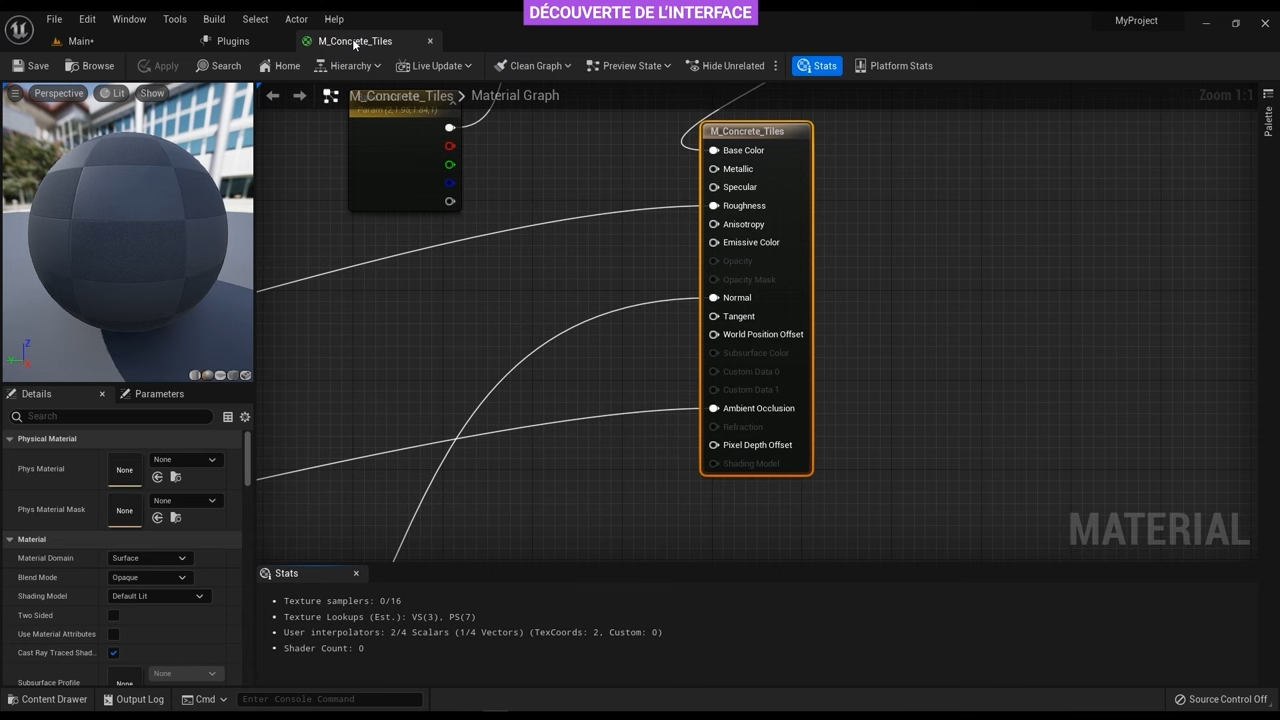 DÉCOUVERTE DE L'INTERFACE
File Edit Window Tools Build Select Actor Help
MyProject
Main•
Plugins
M_Concrete_Tiles
Save Browse Apply Search Home Hierarchy Live Update Clean Graph Preview State Hide Unrelated Stats Platform Stats
Perspective Lit Show
M_Concrete_Tiles Material Graph
Zoom 1:1
Palette
M_Concrete_Tiles
Base Color
Metallic
Specular
Roughness
Anisotropy
Emissive Color
Opacity
Opacity Mask
Normal
Tangent
World Position Offset
Subsurface Color
Custom Data 0
Custom Data 1
Ambient Occlusion
Refraction
Pixel Depth Offset
Shading Model
MATERIAL
Z
Y
Details
Parameters
Search
Physical Material
Phys Material None None
Phys Material Mask None None
Material
Material Domain Surface
Blend Mode Opaque
Shading Model Default Lit
Two Sided
Use Material Attributes
Cast Ray Traced Shad..
Subsurface Profile None None
Stats
• Texture samplers: 0/16
• Texture Lookups (Est.): VS(3), PS(7)
• User interpolators: 2/4 Scalars (1/4 Vectors) (TexCoords: 2, Custom: 0)
• Shader Count: 0
Content Drawer Output Log Cmd Enter Console Command Source Control Off